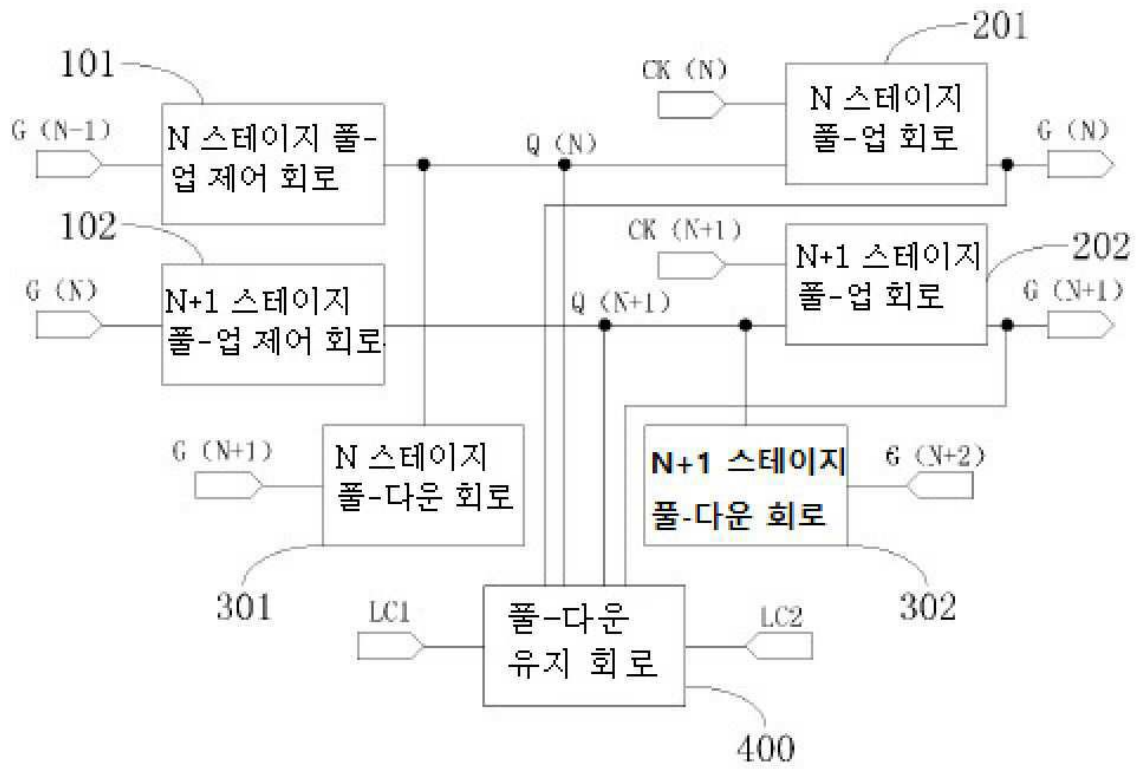 201
101
CK (N)
N 스테이지
풀-업 회로
G (N-1)
N 스테이지 풀-
업 제어 회로
Q (N)
G (N)
102
CK (N+1)
N+1 스테이지
풀-업 회로
202
G (N)
N+1 스테이지
풀-업 제어 회로
Q (N+1)
G (N+1)
G (N+1)
N 스테이지
풀-다운 회로
N+1 스테이지
풀-다운 회로
G (N+2)
301
302
LC1
풀-다운
유지 회로
LC2
400